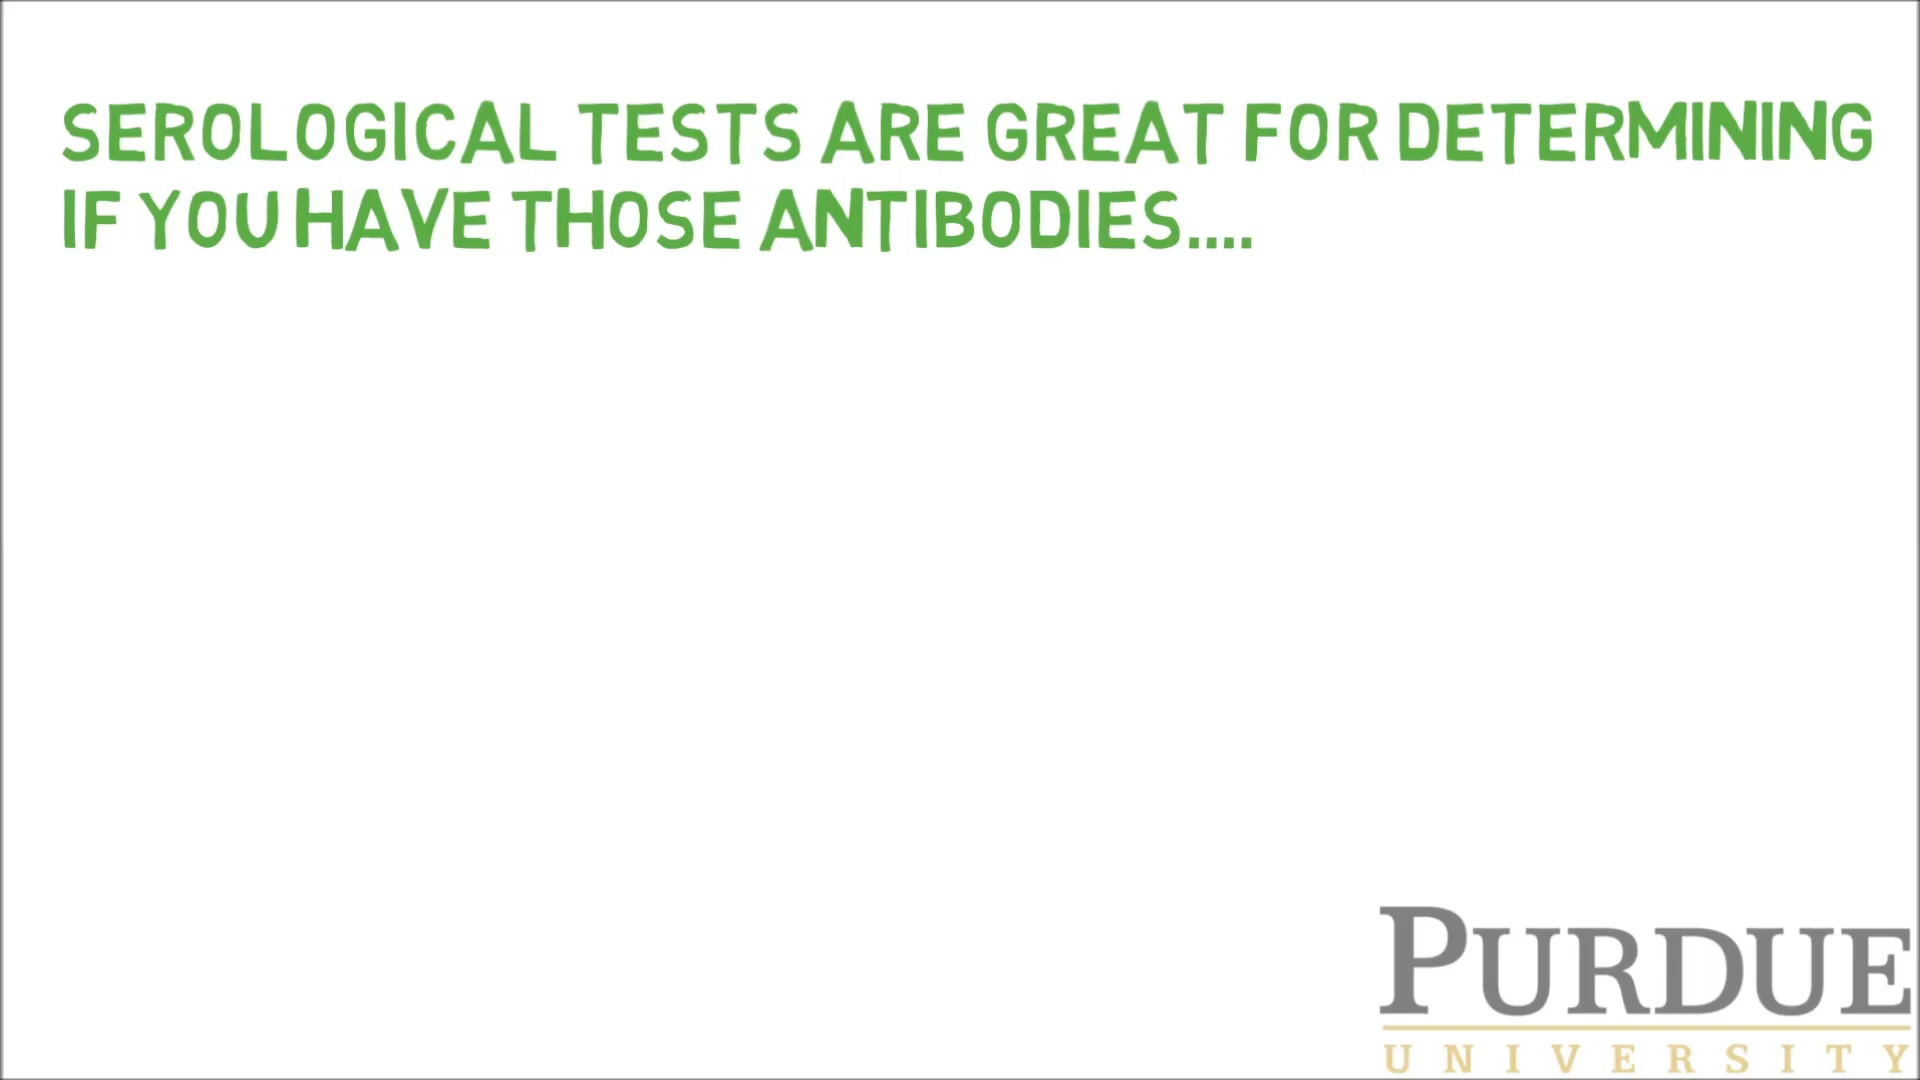 SEROLOGICAL TESTS ARE GREAT FOR DETERMINING
IF YOU HAVE THOSE ANTIBODIES....
PURDUE
UNIVERSITY